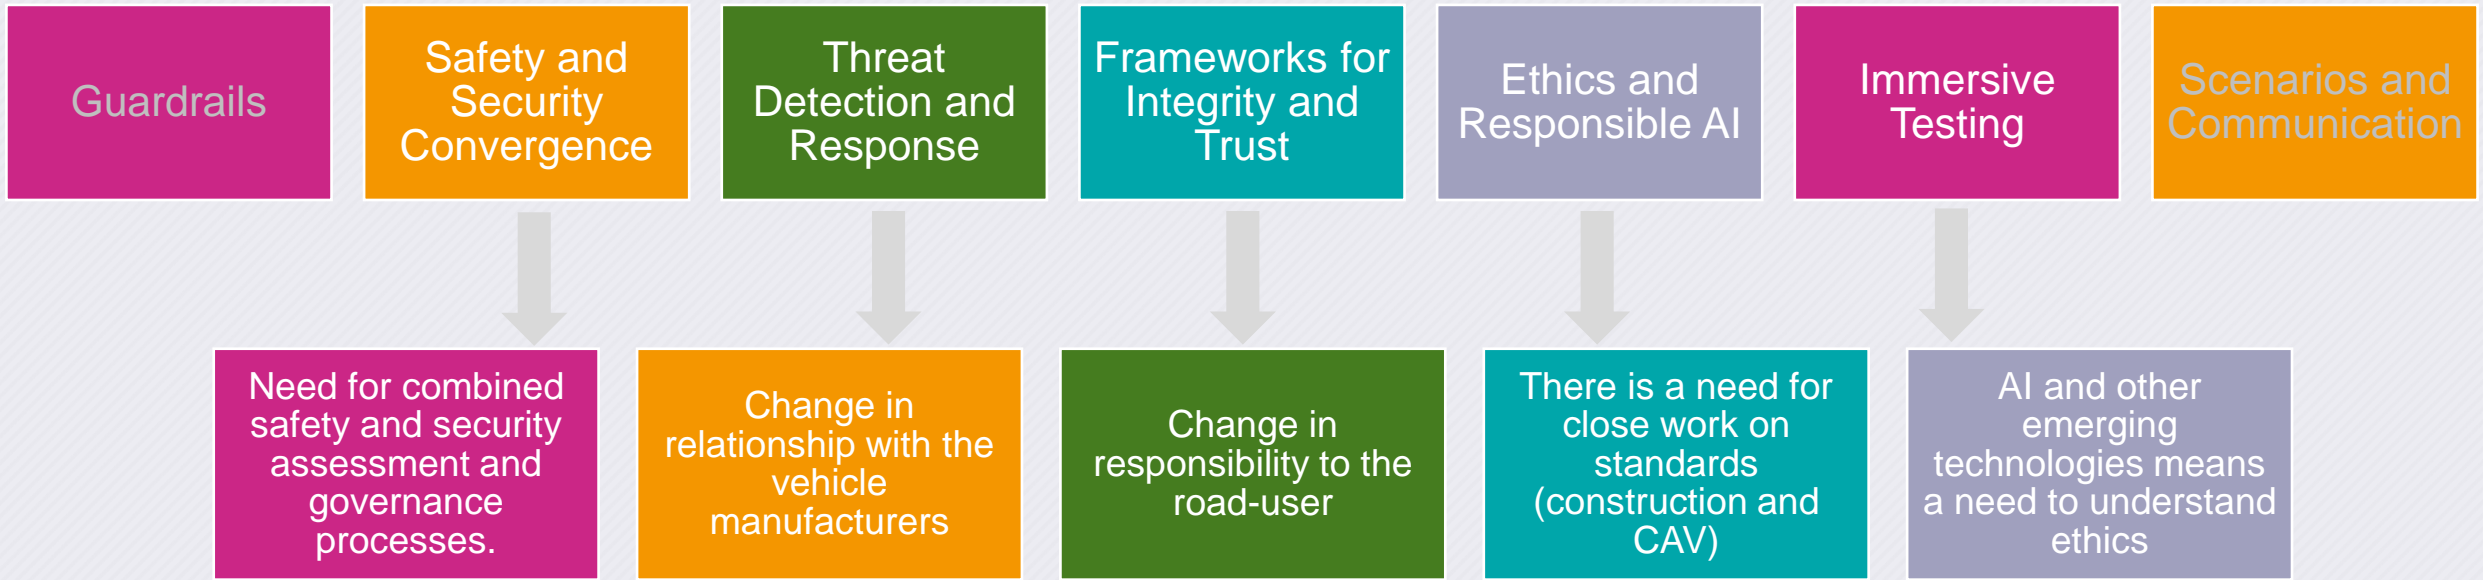 Guardrails
Safety and
Security
Convergence
Threat
Detection and
Response
Frameworks for
Integrity and
Trust
Ethics and
Responsible AI
Immersive
Testing
Scenarios and
Communication
Need for combined
safety and security
assessment and
governance
processes.
Change in
relationship with the
vehicle
manufacturers
Change in
responsibility to the
road-user
There is a need for
close work on
standards
(construction and
CAV)
AI and other
emerging
technologies means
a need to understand
ethics